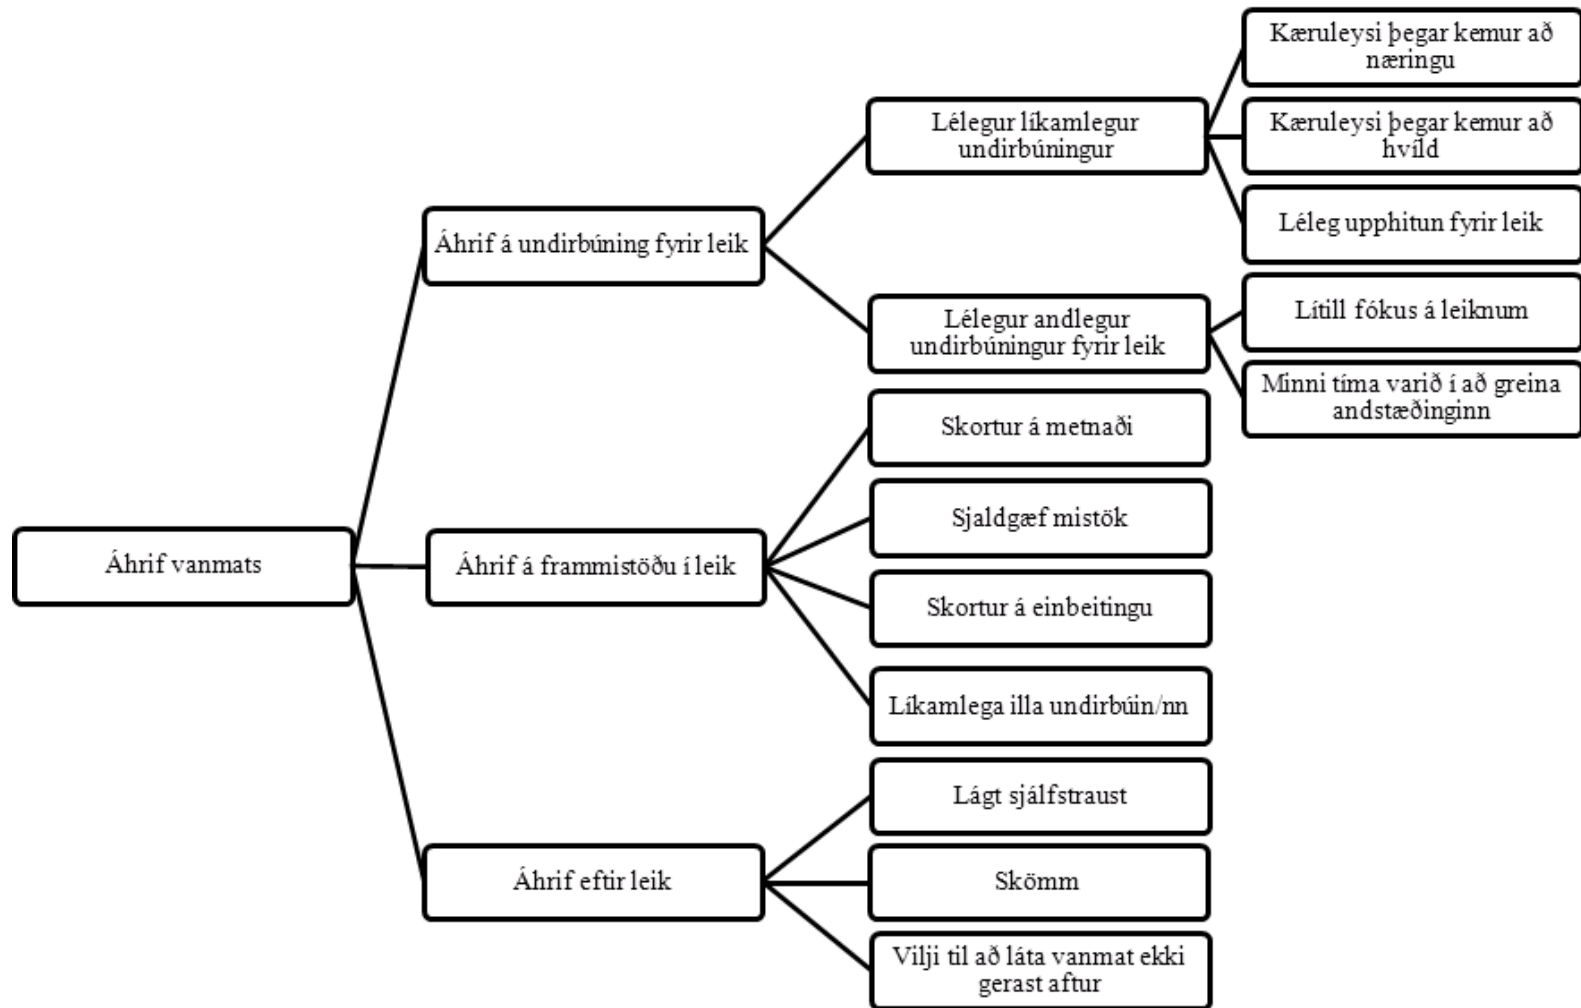 Áhrif vanmats
Áhrif á undirbúning fyrir leik
Lélegur líkamlegur
undirbúningur
Kæruleysi þegar kemur að
næringu
Kæruleysi þegar kemur að
hvíld
Léleg upphitun fyrir leik
Lélegur andlegur
undirbúningur fyrir leik
Lítill fókus á leiknum
Minni tíma varið í að greina
andstæðinginn
Áhrif á frammistöðu í leik
Skortur á metnaði
Sjaldgæf mistök
Skortur á einbeitingu
Líkamlega illa undirbúin/nn
Áhrif eftir leik
Lágt sjálfstraust
Skömm
Vilji til að láta vanmat ekki
gerast aftur